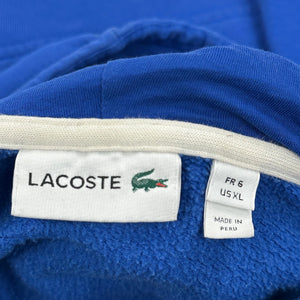 LACOSTE
FR 6
US XL
MADE IN
PERU